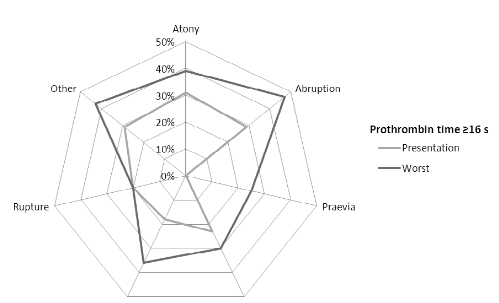 Atony
50%
40%
30%
20%
10%
0%
Other
Abruption
Rupture
Praevia
Prothrombin time ≥16 s
Presentation
Worst